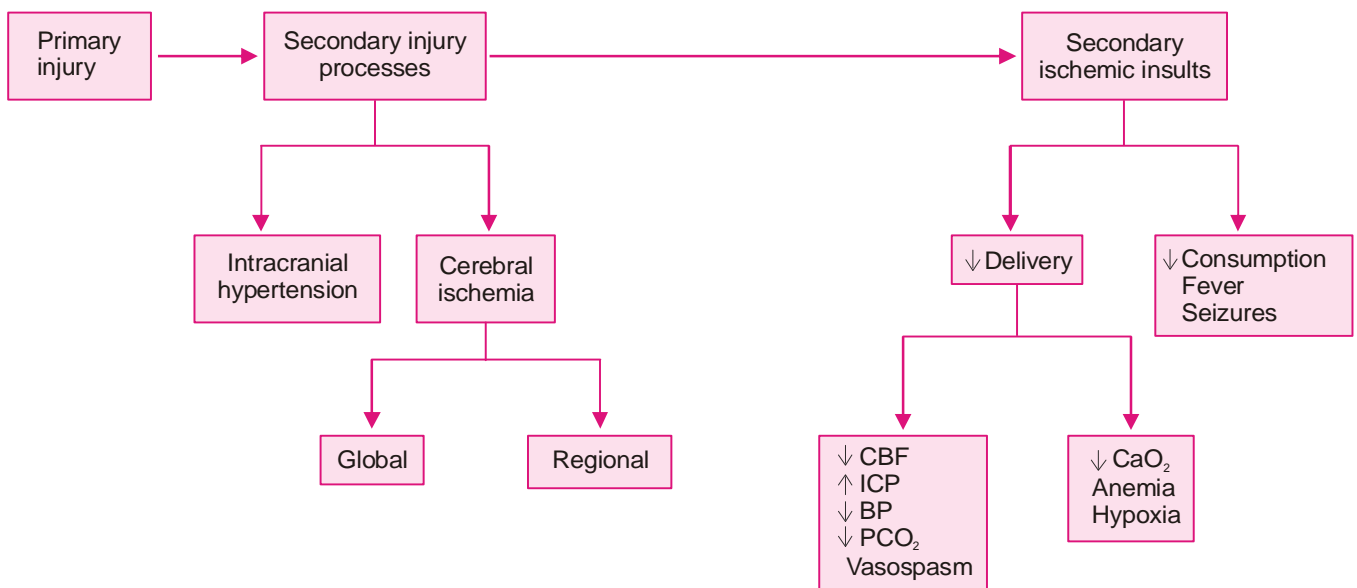 Primary
injury
Secondary injury
processes
Secondary
ischemic insults
Intracranial
hypertension
Cerebral
ischemia
↓ Delivery
↓ Consumption
Fever
Seizures
Global
Regional
↓ CBF
↑ ICP
↓ BP
↓ PCO₂
Vasospasm
↓ CaO₂
Anemia
Hypoxia